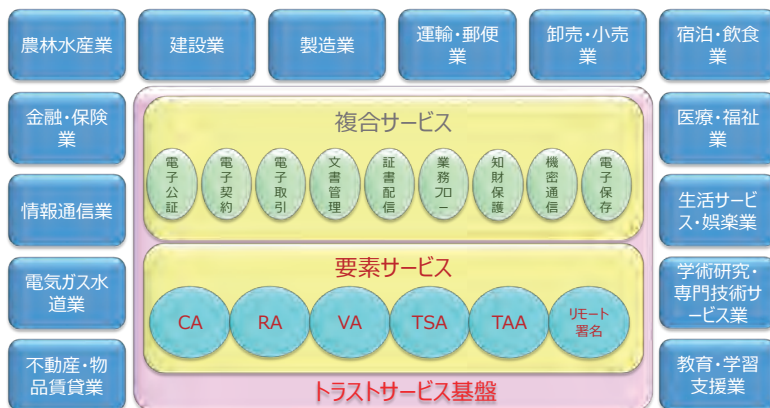 農林水産業
建設業
製造業
運輸・郵便
業
卸売・小売
業
宿泊・飲食
業
金融・保険
業
情報通信業
電気ガス水
道業
不動産・物
品賃貸業
複合サービス
電子公証
電子契約
電子取引
文書管理
証書配信
業務フロー
知財保護
機密通信
電子保存
要素サービス
CA
RA
VA
TSA
TAA
リモート
署名
トラストサービス基盤
医療・福祉
業
生活サービ
ス・娯楽業
学術研究・
専門技術サ
ービス業
教育・学習
支援業